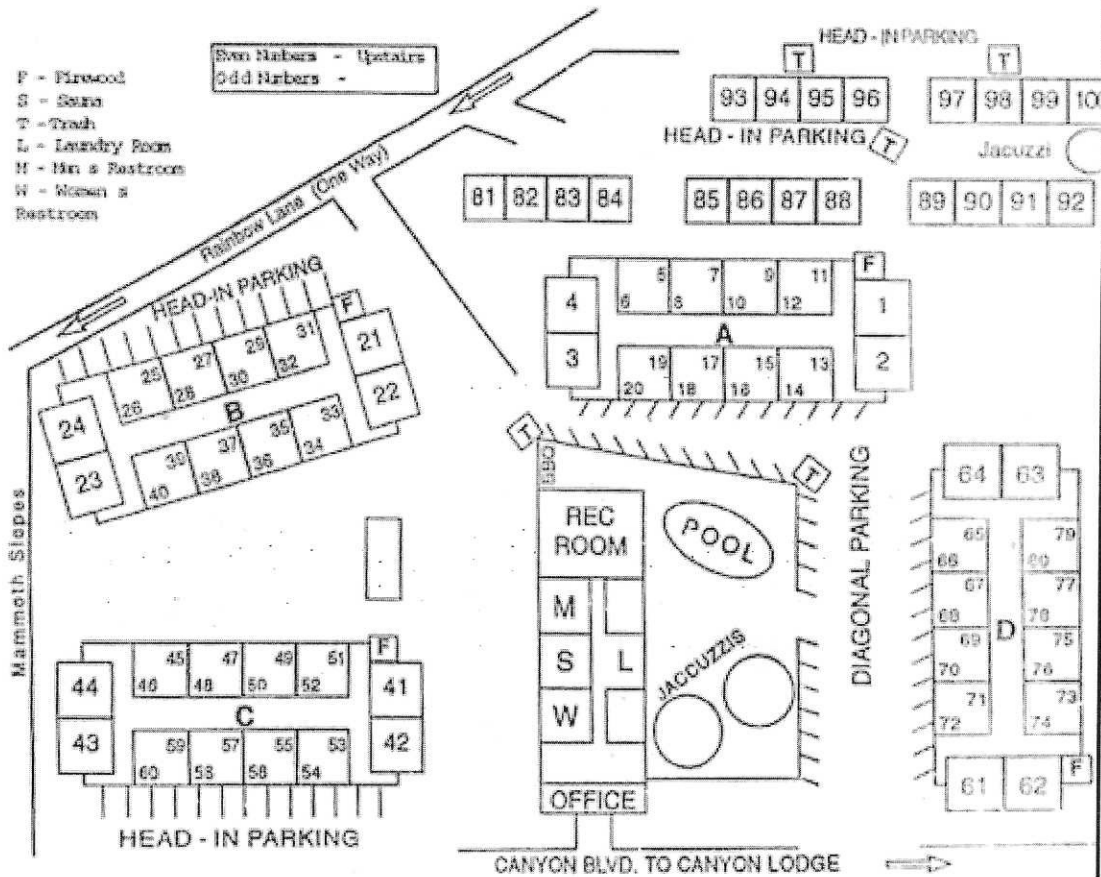 F - Firewood
S - Sauna
T - Trash
L - Laundry Room
M - Men s Restroom
W - Women s
Restroom
Even Numbers - Upstairs
Odd Numbers -
Rainbow Lane (One Way)
HEAD - IN PARKING
T
T
93 94 95 96
97 98 99 100
HEAD - IN PARKING
T
Jacuzzi
81 82 83 84
85 86 87 88
89 90 91 92
HEAD-IN PARKING
F
5 7 9 11
6 8 10 12
4
3
A
1
2
19 17 15 13
20 18 16 14
F
25 27 29 31
26 28 30 32
21
22
24
23
B
39 37 35 33
40 38 36 34
T
BBQ
REC
ROOM
POOL
T
DIAGONAL PARKING
M
S
L
W
JACCUZZIS
OFFICE
64 63
65 79
66 80
67 77
68 78
D
69 75
70 76
71 73
72 74
61 62
F
Mammoth Slopes
F
45 47 49 51
46 48 50 52
44
43
C
41
42
59 57 55 53
60 58 56 54
HEAD - IN PARKING
CANYON BLVD. TO CANYON LODGE